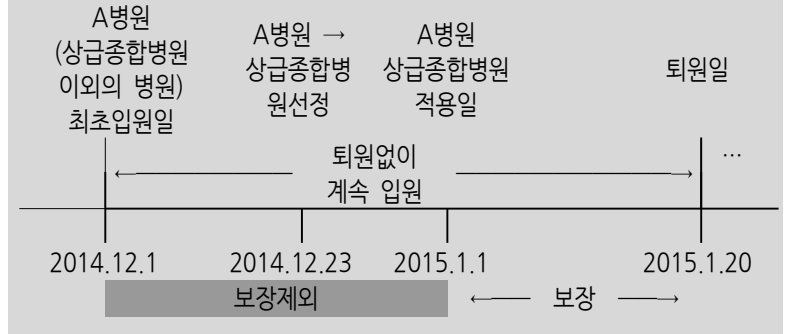 A병원
(상급종합병원
이외의 병원)
최초입원일
A병원 →
상급종합병
원선정
A병원
상급종합병원
적용일
퇴원일
퇴원없이
계속 입원
…
2014.12.1
2014.12.23
2015.1.1
2015.1.20
보장제외
보장